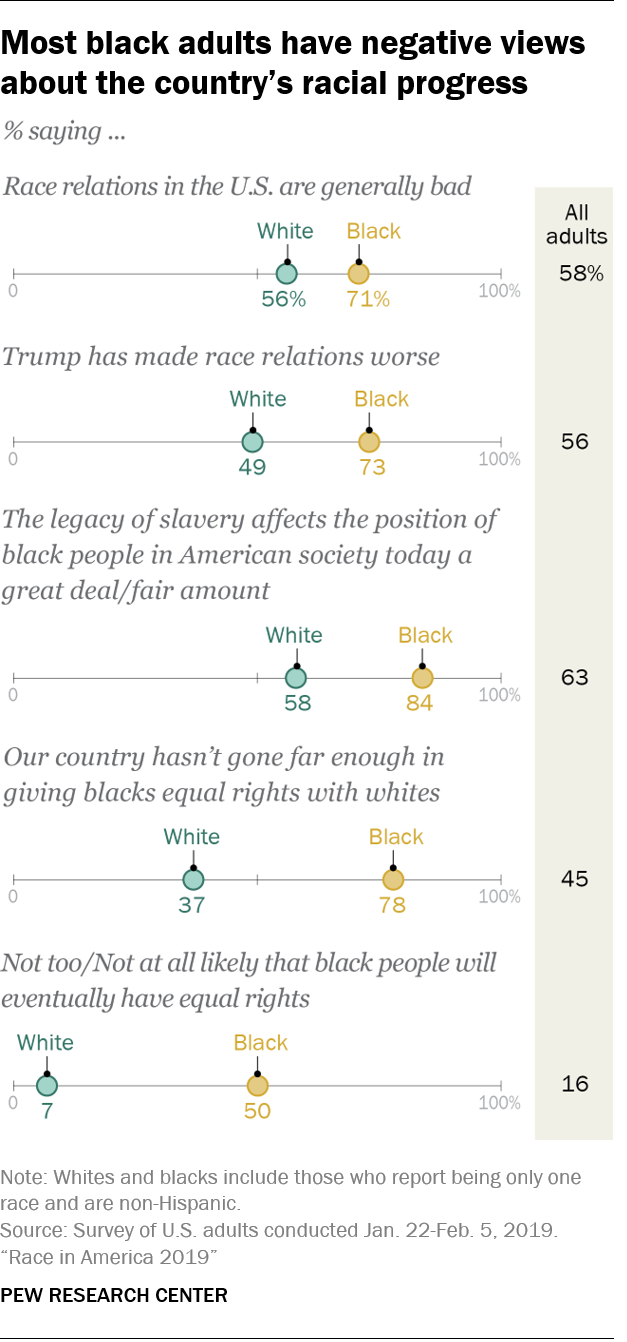 Most black adults have negative views
about the country’s racial progress
% saying ...
Race relations in the U.S. are generally bad
All
adults
White Black
58%
0 100%
56% 71%
Trump has made race relations worse
White Black
56
0 100%
49 73
The legacy of slavery affects the position of
black people in American society today a
great deal/fair amount
White Black
63
0 100%
58 84
Our country hasn’t gone far enough in
giving blacks equal rights with whites
White Black
45
0 100%
37 78
Not too/Not at all likely that black people will
eventually have equal rights
White Black
16
0 100%
7 50
Note: Whites and blacks include those who report being only one
race and are non-Hispanic.
Source: Survey of U.S. adults conducted Jan. 22-Feb. 5, 2019.
“Race in America 2019”
PEW RESEARCH CENTER